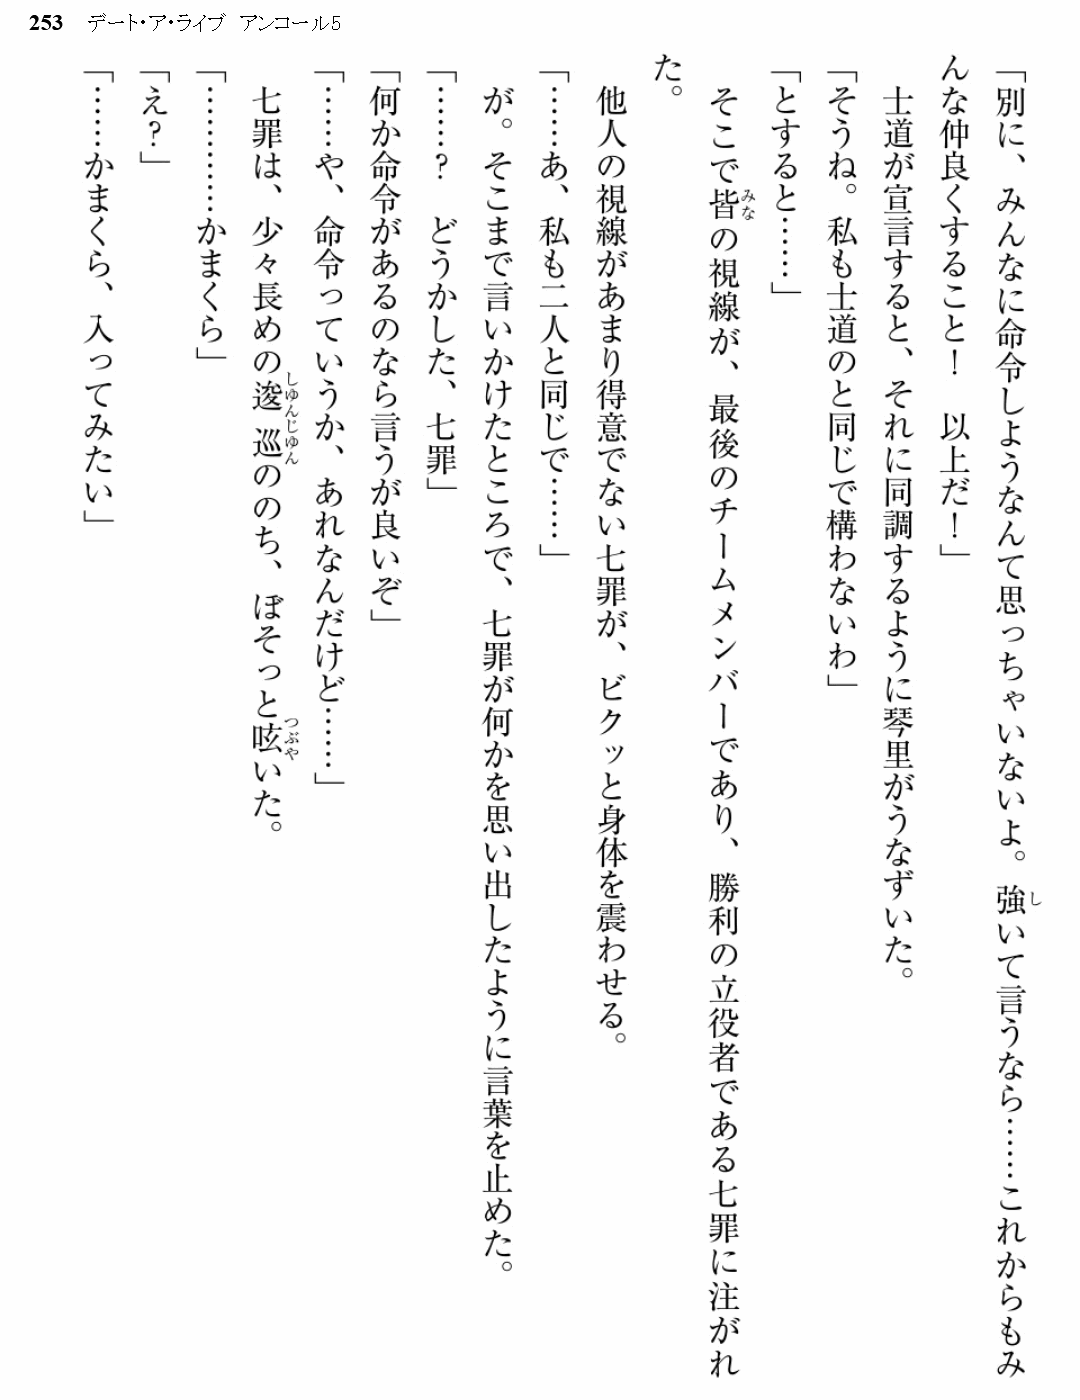 253 デート・ア・ライブ アンコール5
「別に、みんなに命令しようなんて思っちゃいないよ。強いて言うなら……これからもみ
んな仲良くすること！　以上だ！」
　士道が宣言すると、それに同調するように琴里がうなずいた。
「そうね。私も士道のと同じで構わないわ」
「とすると……」
　そこで皆の視線が、最後のチームメンバーであり、勝利の立役者である七罪に注がれ
た。
　他人の視線があまり得意でない七罪が、ビクッと身体を震わせる。
「……あ、私も二人と同じで……」
　が。そこまで言いかけたところで、七罪が何かを思い出したように言葉を止めた。
「……？　どうかした、七罪」
「何か命令があるのなら言うが良いぞ」
「……や、命令っていうか、あれなんだけど……」
　七罪は、少々長めの逡巡ののち、ぼそっと呟いた。
「…………かまくら」
「え？」
「……かまくら、入ってみたい」
し
みな
しゆんじゆん
つぶや